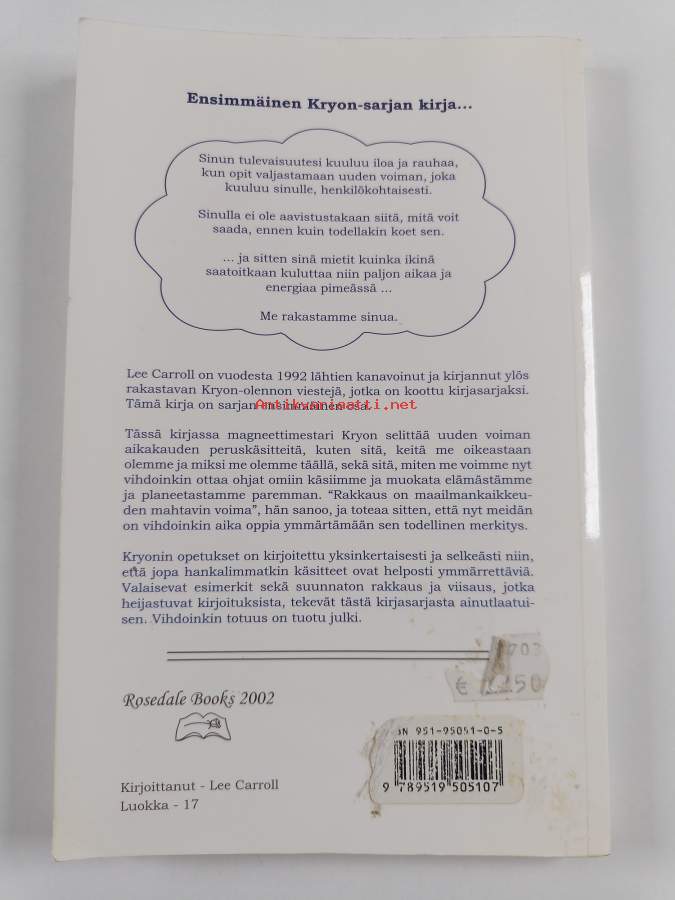 Ensimmäinen Kryon-sarjan kirja...
Sinun tulevaisuutesi kuuluu iloa ja rauhaa,
kun opit valjastamaan uuden voiman, joka
kuuluu sinulle, henkilökohtaisesti.
Sinulla ei ole aavistustakaan siitä, mitä voit
saada, ennen kuin todellakin koet sen.
... ja sitten sinä mietit kuinka ikinä
saatoitkaan kuluttaa niin paljon aikaa ja
energiaa pimeässä ...
Me rakastamme sinua.
Lee Carroll on vuodesta 1992 lähtien kanavoinut ja kirjannut ylös
rakastavan Kryon-olennon viestejä, jotka on koottu kirjasarjaksi.
Tämä kirja on sarjan ensimmäinen osa.
Antikvariaatti.net
Tässä kirjassa magneettimestari Kryon selittää uuden voiman
aikakauden peruskäsitteitä, kuten sitä, keitä me oikeastaan
olemme ja miksi me olemme täällä, sekä sitä, miten me voimme nyt
vihdoinkin ottaa ohjat omiin käsiimme ja muokata elämästämme
ja planeetastamme paremman. "Rakkaus on maailmankaikkeu-
den mahtavin voima", hän sanoo, ja toteaa sitten, että nyt meidän
on vihdoinkin aika oppia ymmärtämään sen todellinen merkitys.
Kryonin opetukset on kirjoitettu yksinkertaisesti ja selkeästi niin,
että jopa hankalimmatkin käsitteet ovat helposti ymmärrettäviä.
Valaisevat esimerkit sekä suunnaton rakkaus ja viisaus, jotka
heijastuvat kirjoituksista, tekevät tästä kirjasarjasta ainutlaatui-
sen. Vihdoinkin totuus on tuotu julki.
703
€ 50
Rosedale Books 2002
951-95051-0-5
9 789519 505107
Kirjoittanut - Lee Carroll
Luokka - 17